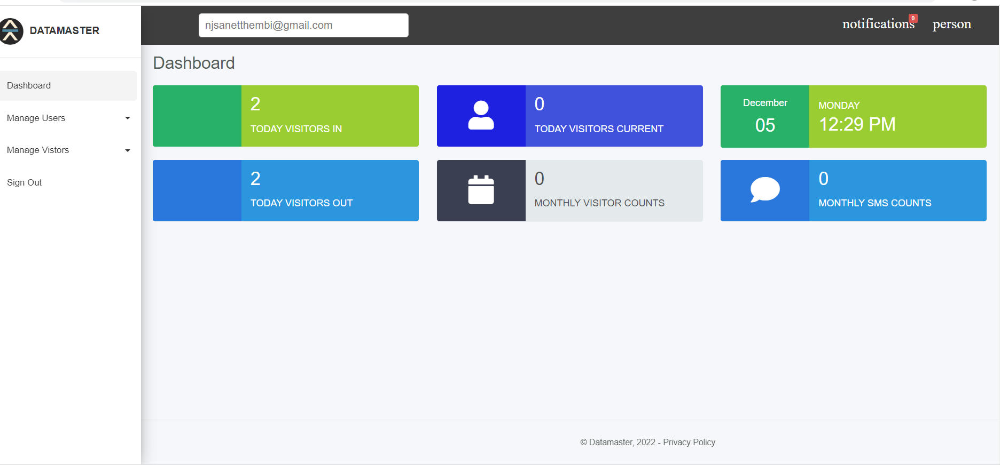 DATAMASTER
njsanetthembi@gmail.com
notifications
0
person
Dashboard
Manage Users
Manage Vistors
Sign Out
Dashboard
2
TODAY VISITORS IN
0
TODAY VISITORS CURRENT
December
05
MONDAY
12:29 PM
2
TODAY VISITORS OUT
0
MONTHLY VISITOR COUNTS
0
MONTHLY SMS COUNTS
© Datamaster, 2022 - Privacy Policy